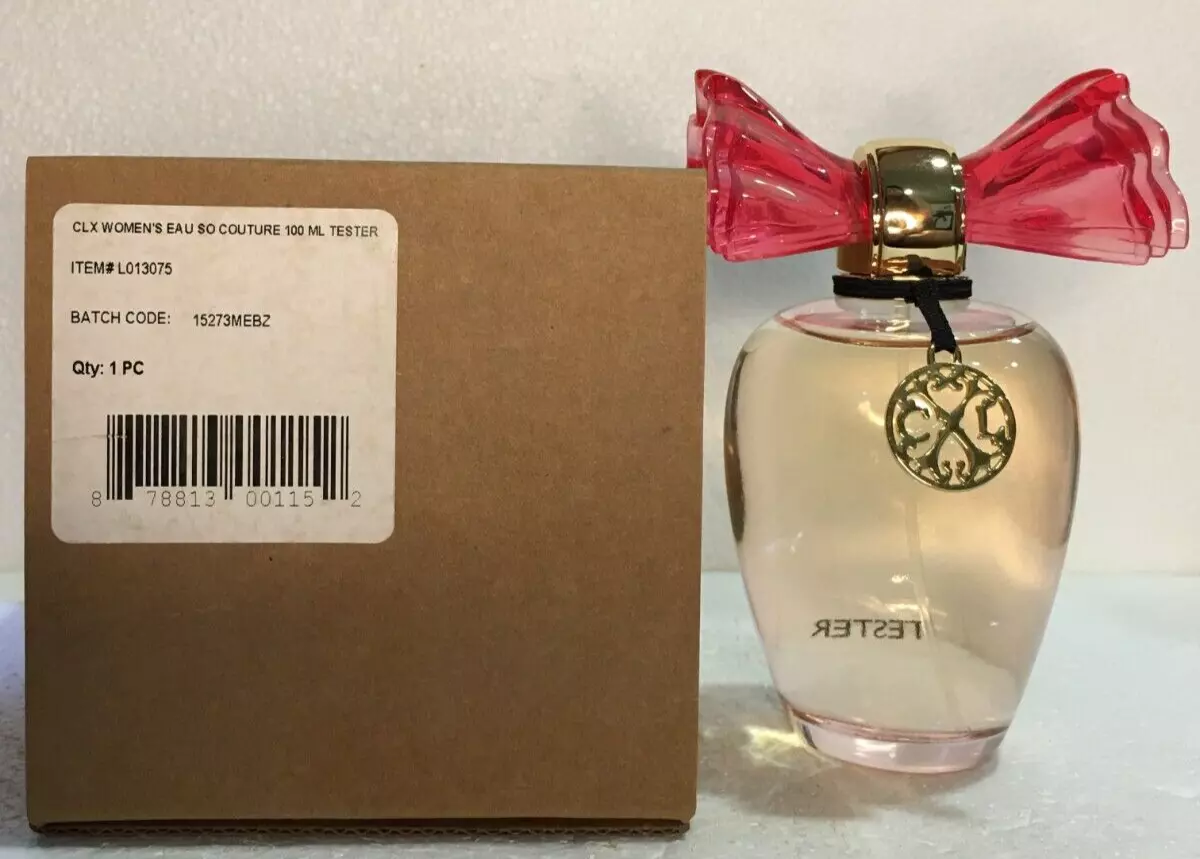 CLX WOMEN'S EAU SO COUTURE 100 ML TESTER
ITEM# L013075
BATCH CODE: 15273MEBZ
Qty: 1 PC
8 78813 00115 2
CXL
TESTER